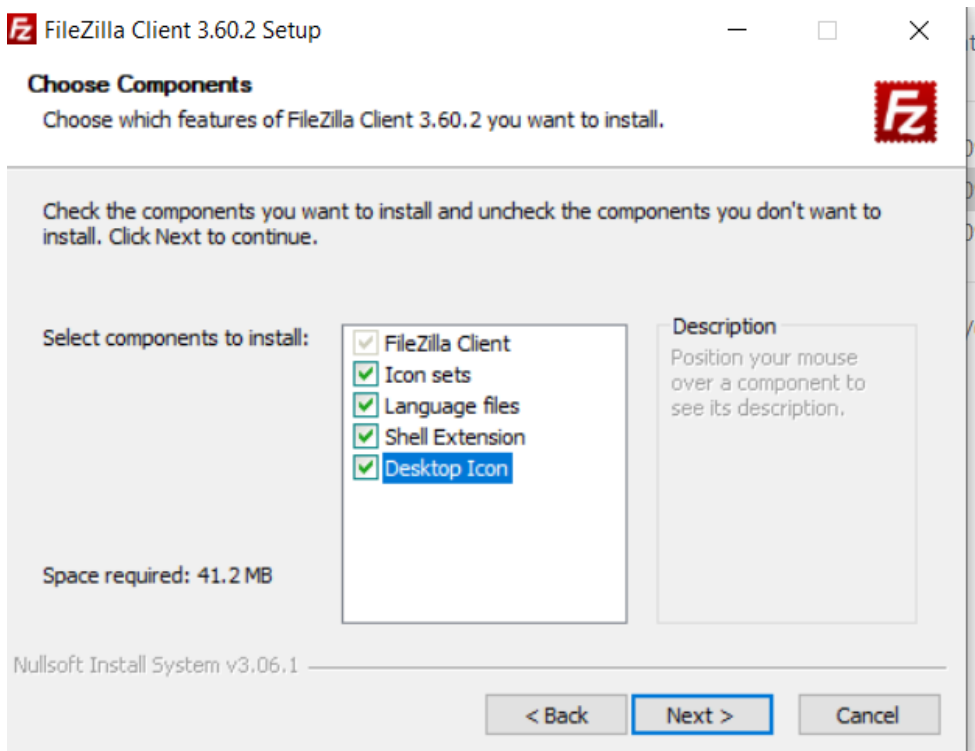 FileZilla Client 3.60.2 Setup
Choose Components
Choose which features of FileZilla Client 3.60.2 you want to install.
Check the components you want to install and uncheck the components you don't want to
install. Click Next to continue.
Select components to install:
FileZilla Client
Icon sets
Language files
Shell Extension
Desktop Icon
Description
Position your mouse
over a component to
see its description.
Space required: 41.2 MB
Nullsoft Install System v3.06.1
< Back
Next >
Cancel